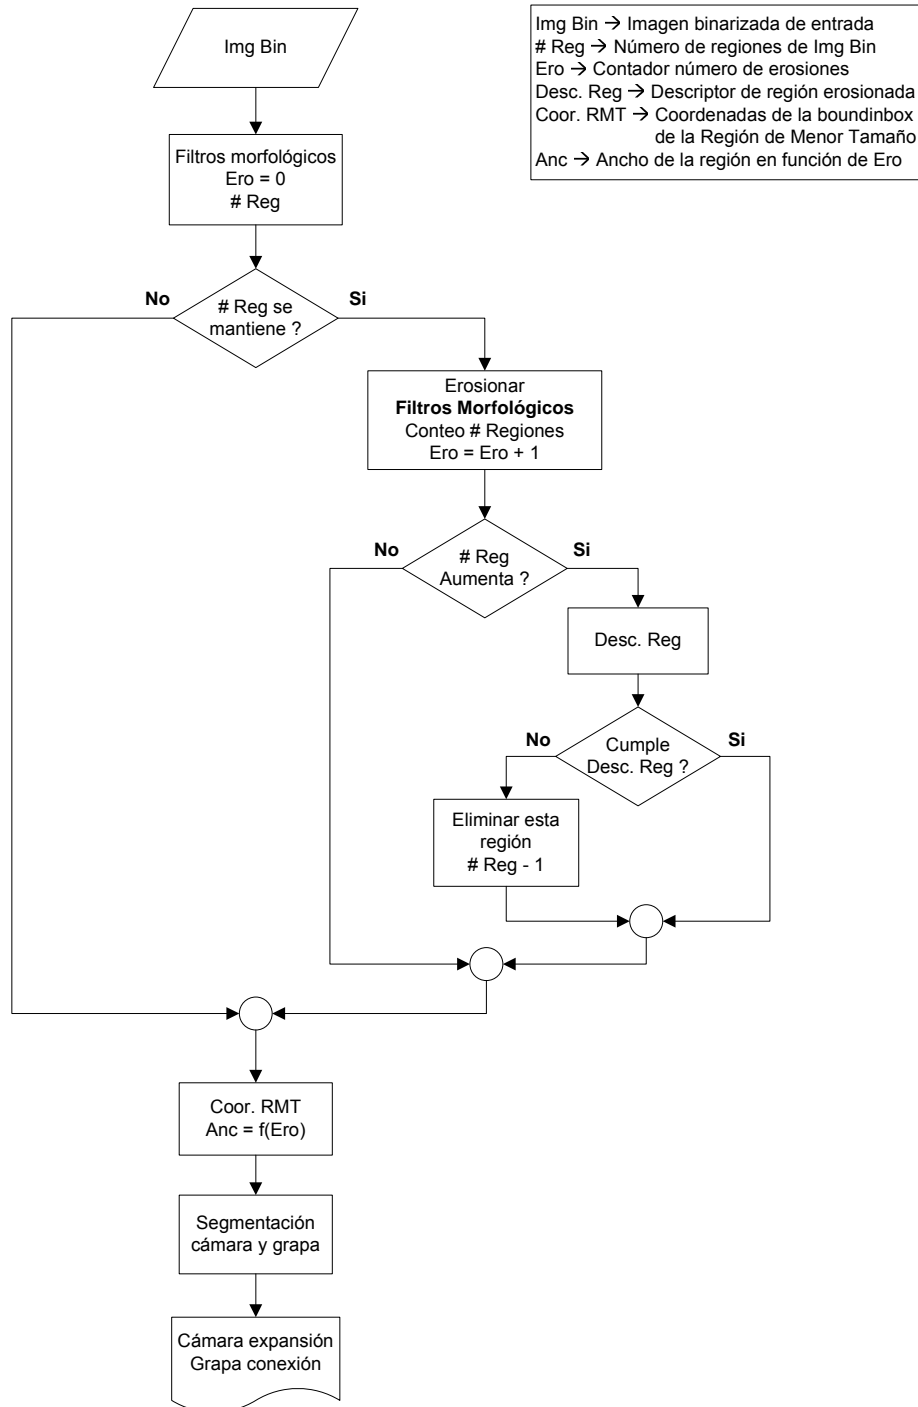 Img Bin
Img Bin → Imagen binarizada de entrada
# Reg → Número de regiones de Img Bin
Ero → Contador número de erosiones
Desc. Reg → Descriptor de región erosionada
Coor. RMT → Coordenadas de la boundinbox
de la Región de Menor Tamaño
Anc → Ancho de la región en función de Ero
Filtros morfológicos
Ero = 0
# Reg
No
Si
# Reg se
mantiene ?
Erosionar
Filtros Morfológicos
Conteo # Regiones
Ero = Ero + 1
No
Si
# Reg
Aumenta ?
Desc. Reg
No
Si
Cumple
Desc. Reg ?
Eliminar esta
región
# Reg - 1
Coor. RMT
Anc = f(Ero)
Segmentación
cámara y grapa
Cámara expansión
Grapa conexión